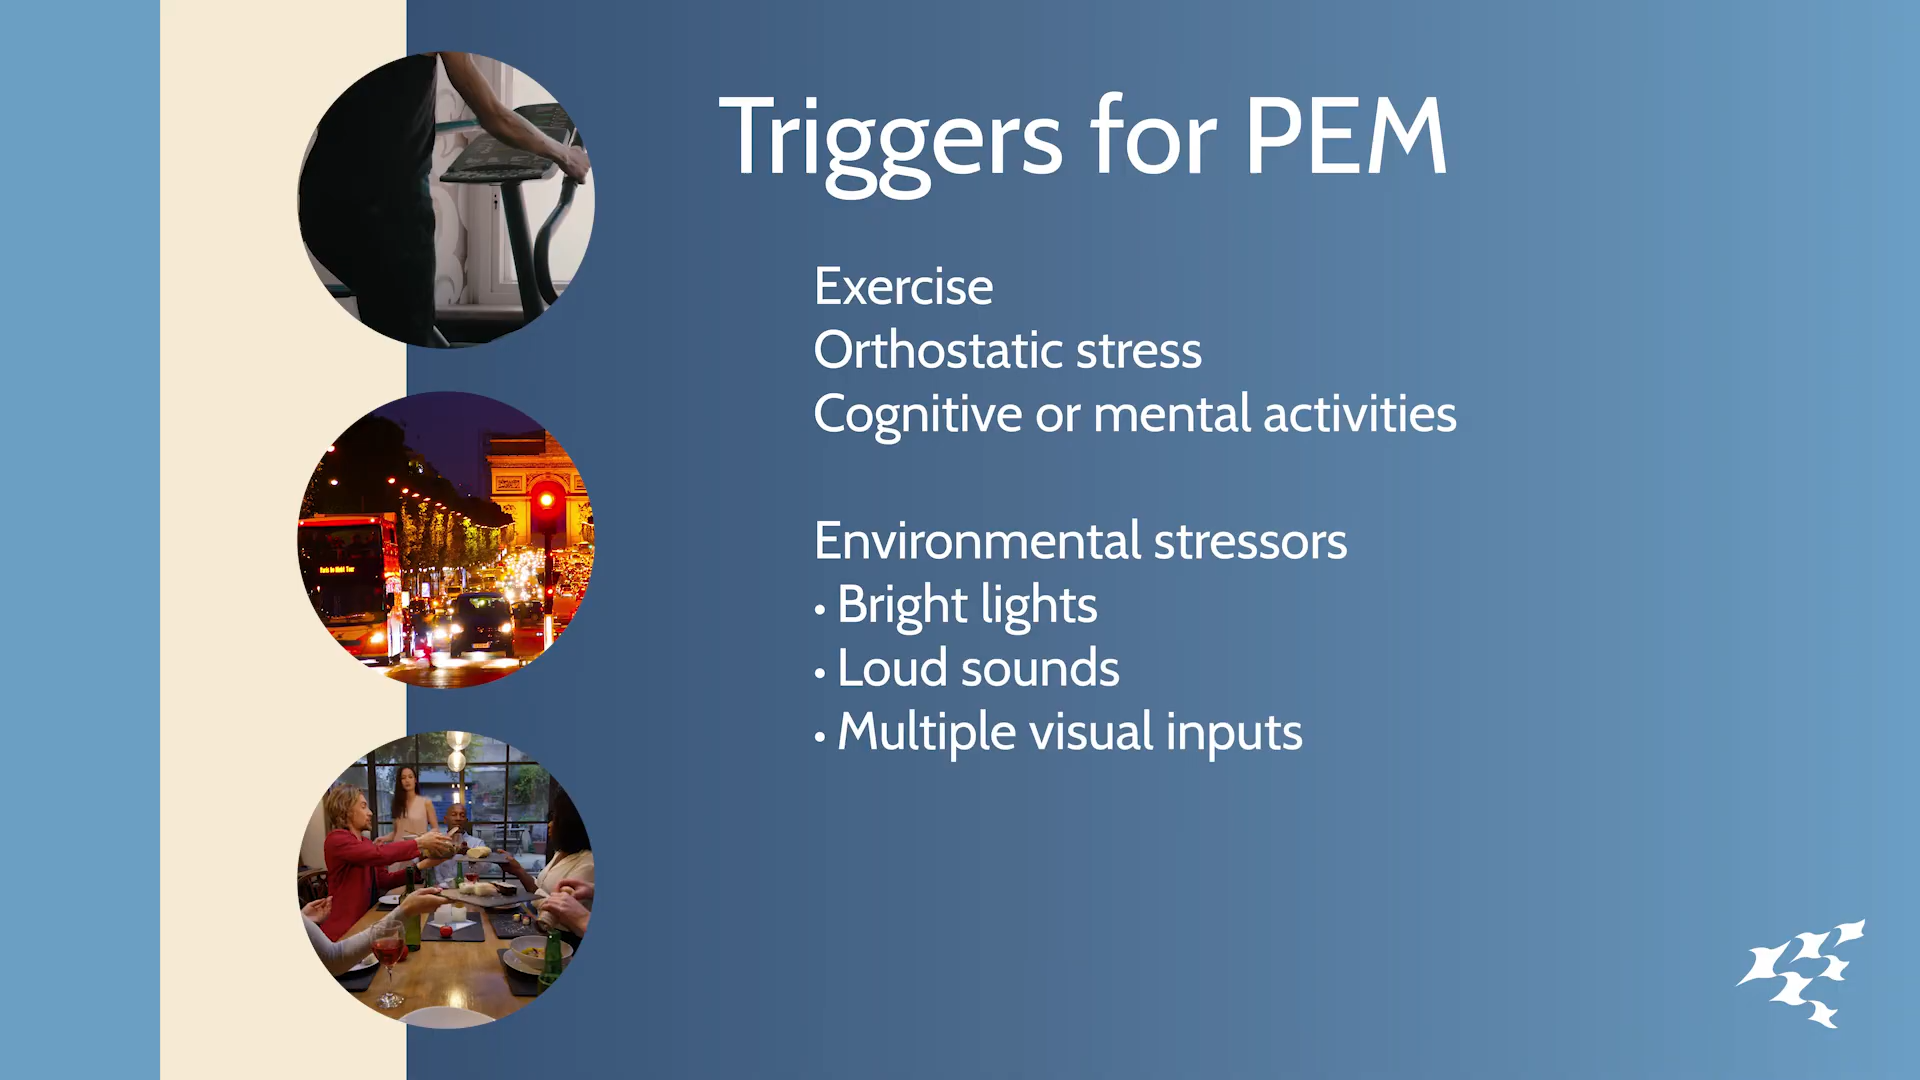 Triggers for PEM
Exercise
Orthostatic stress
Cognitive or mental activities
Environmental stressors
• Bright lights
• Loud sounds
• Multiple visual inputs